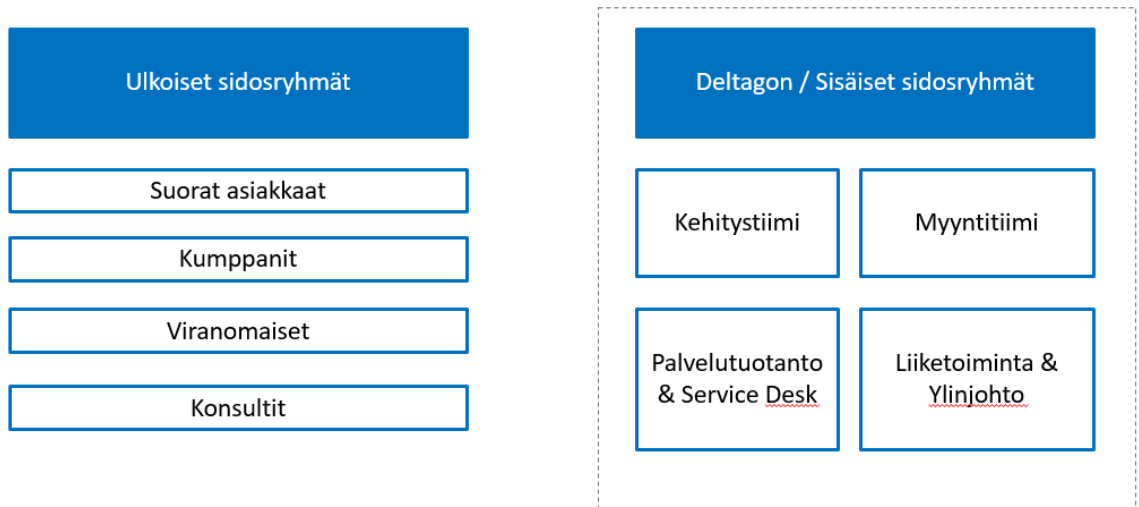 Ulkoiset sidosryhmät
Suorat asiakkaat
Kumppanit
Viranomaiset
Konsultit
Deltagon / Sisäiset sidosryhmät
Kehitystiimi
Myyntitiimi
Palvelutuotanto
& Service Desk
Liiketoiminta &
Ylinjohto